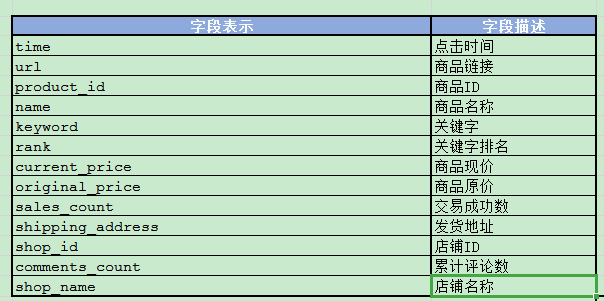 字段表示 字段描述
time 点击时间
url 商品链接
product_id 商品ID
name 商品名称
keyword 关键字
rank 关键字排名
current_price 商品现价
original_price 商品原价
sales_count 交易成功数
shipping_address 发货地址
shop_id 店铺ID
comments_count 累计评论数
shop_name 店铺名称